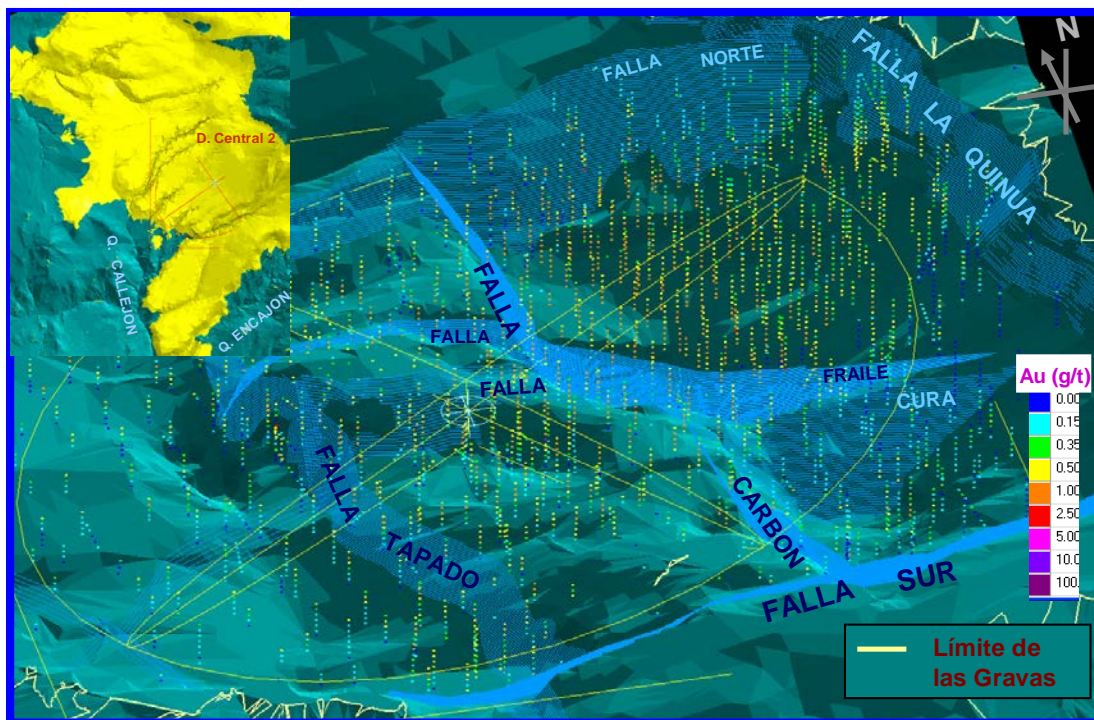 N
FALLA NORTE
FALLA LA QUINUA
D. Central 2
Q. CALLEJON
Q. ENCAJON
FALLA
FALLA
FRAILE
FALLA
CURA
Au (g/t)
0.00
0.15
0.35
0.50
1.00
2.50
5.00
10.0
100.
FALLA
TAPADO
CARBON
FALLA SUR
Límite de
las Gravas